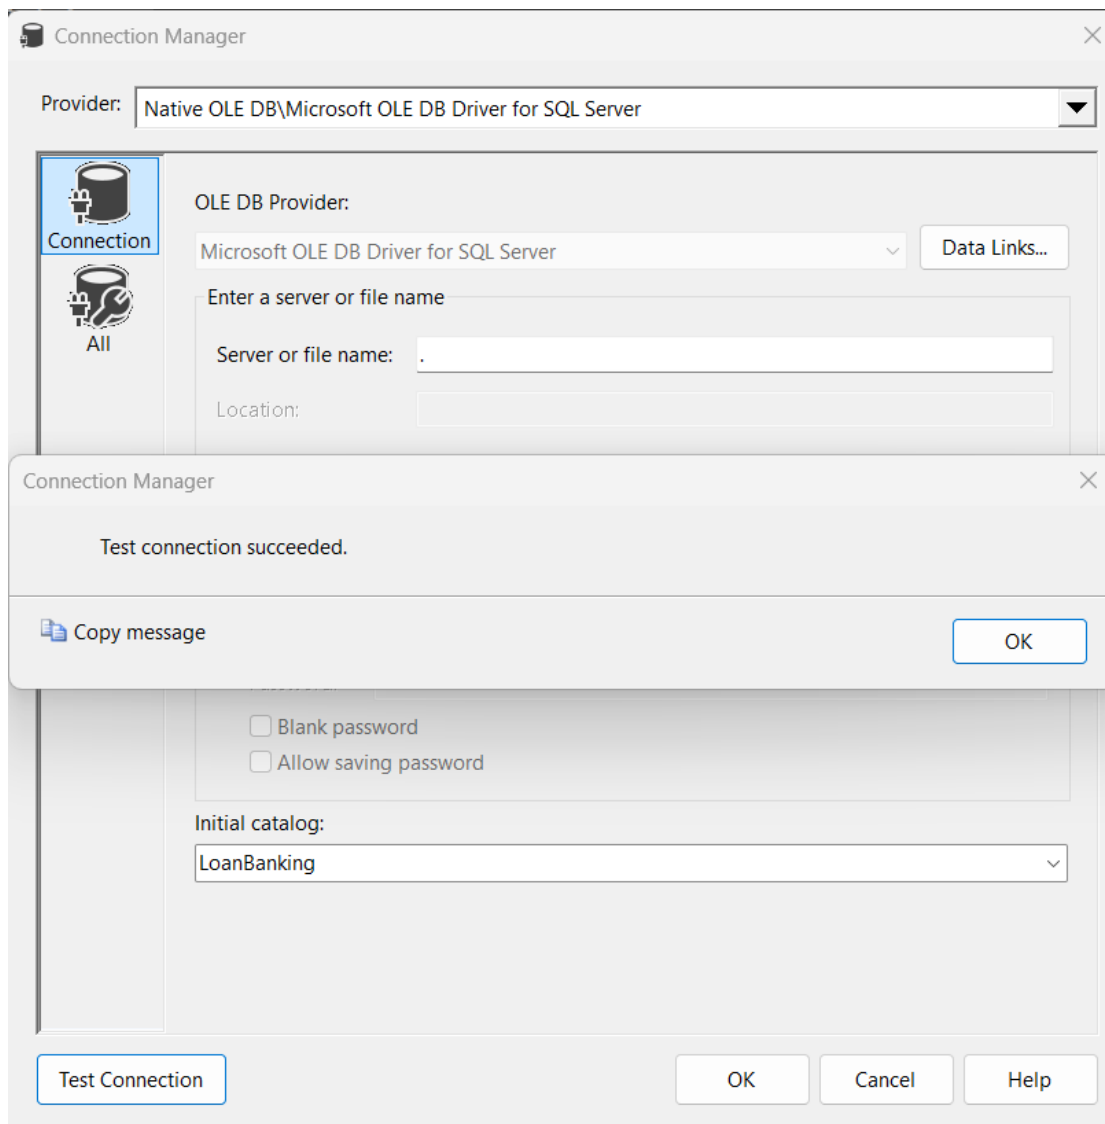 Connection Manager
Provider: Native OLE DB\Microsoft OLE DB Driver for SQL Server
Connection
All
OLE DB Provider:
Microsoft OLE DB Driver for SQL Server
Data Links...
Enter a server or file name
Server or file name: .
Location:
Connection Manager
Test connection succeeded.
Copy message
OK
Blank password
Allow saving password
Initial catalog:
LoanBanking
Test Connection
OK
Cancel
Help